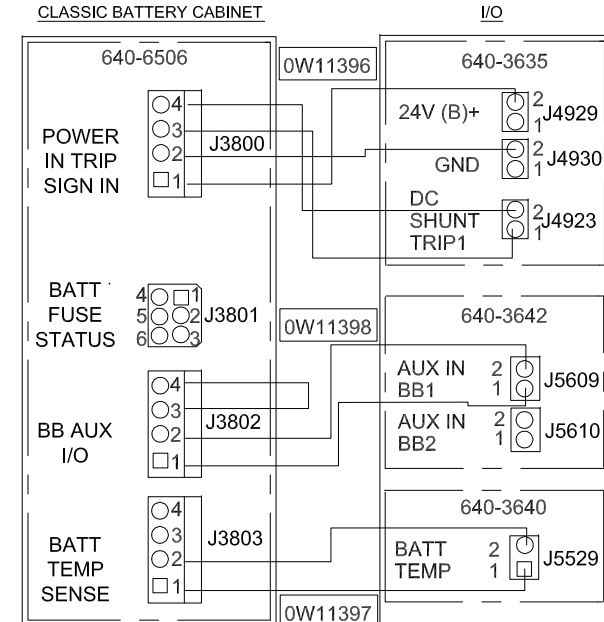 CLASSIC BATTERY CABINET
I/O
640-6506
0W11396
640-3635
4
3
2
1
J3800
POWER
IN TRIP
SIGN IN
24V (B)+
2
1
J4929
GND
2
1
J4930
DC
SHUNT
TRIP1
2
1
J4923
BATT
FUSE
STATUS
4 1
5 2
6 3
J3801
0W11398
640-3642
4
3
2
1
J3802
BB AUX
I/O
AUX IN
BB1
2
1
J5609
AUX IN
BB2
2
1
J5610
640-3640
4
3
2
1
J3803
BATT
TEMP
SENSE
BATT
TEMP
2
1
J5529
0W11397